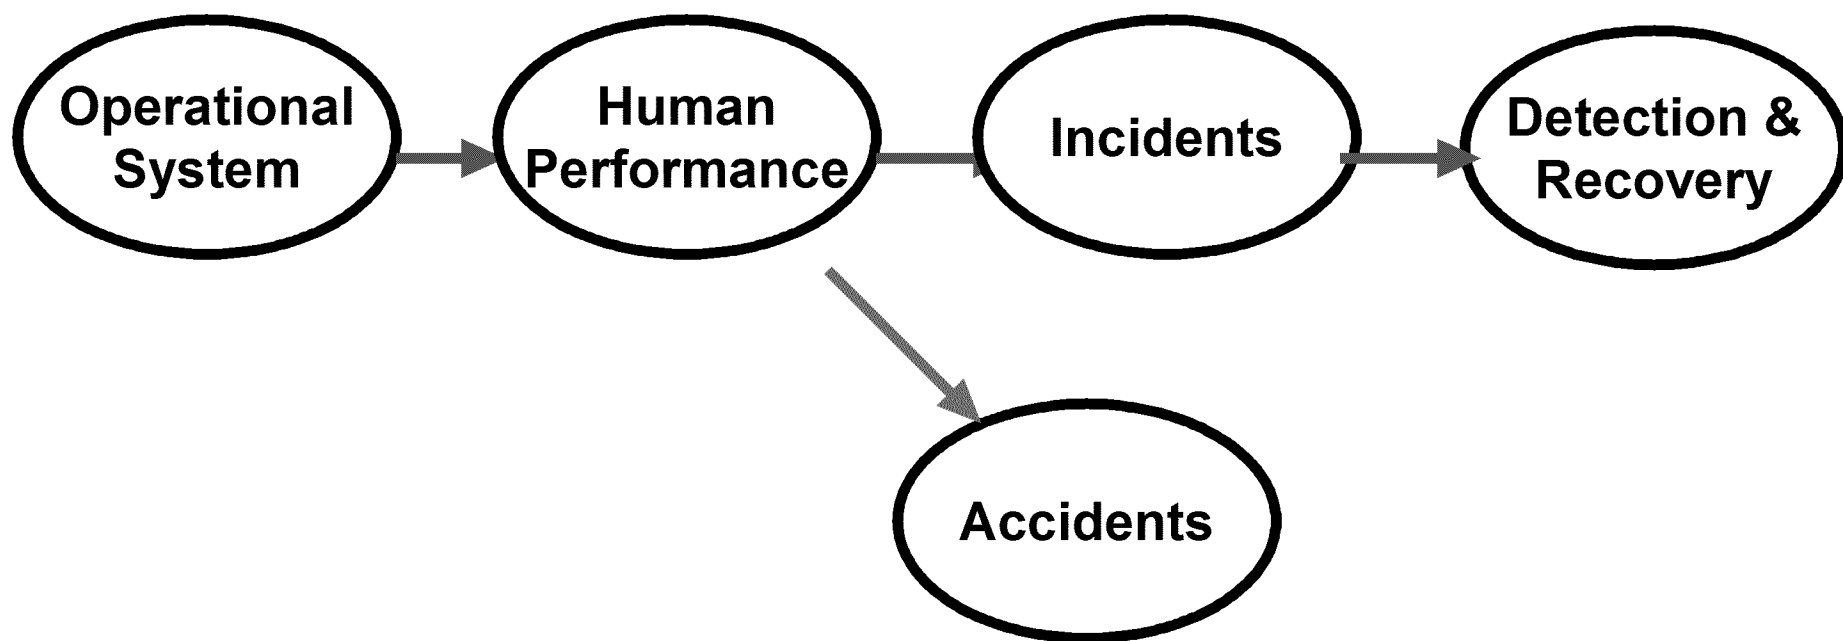 Operational
System
Human
Performance
Incidents
Detection &
Recovery
Accidents